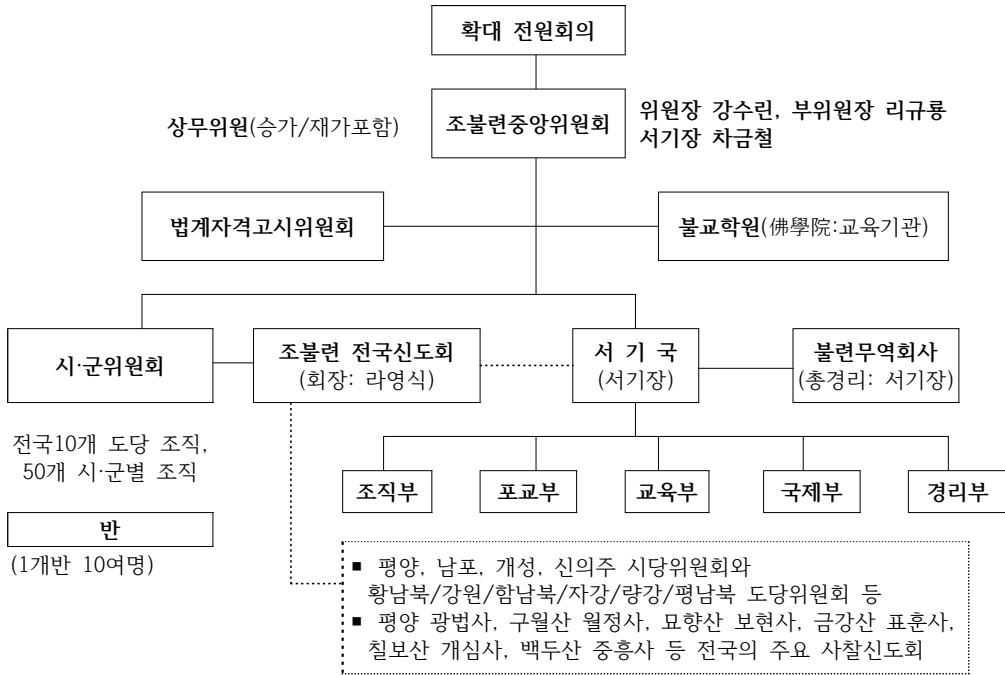 확대 전원회의
상무위원(승가/재가포함)
조불련중앙위원회
위원장 강수린, 부위원장 리규룡
서기장 차금철
법계자격고시위원회
불교학원(佛學院:교육기관)
시·군위원회
조불련 전국신도회
(회장: 라영식)
서 기 국
(서기장)
불련무역회사
(총경리: 서기장)
전국10개 도당 조직,
50개 시·군별 조직
조직부
포교부
교육부
국제부
경리부
반
(1개반 10여명)
▪ 평양, 남포, 개성, 신의주 시당위원회와
황남북/강원/함남북/자강/량강/평남북 도당위원회 등
▪ 평양 광법사, 구월산 월정사, 묘향산 보현사, 금강산 표훈사,
칠보산 개심사, 백두산 중흥사 등 전국의 주요 사찰신도회